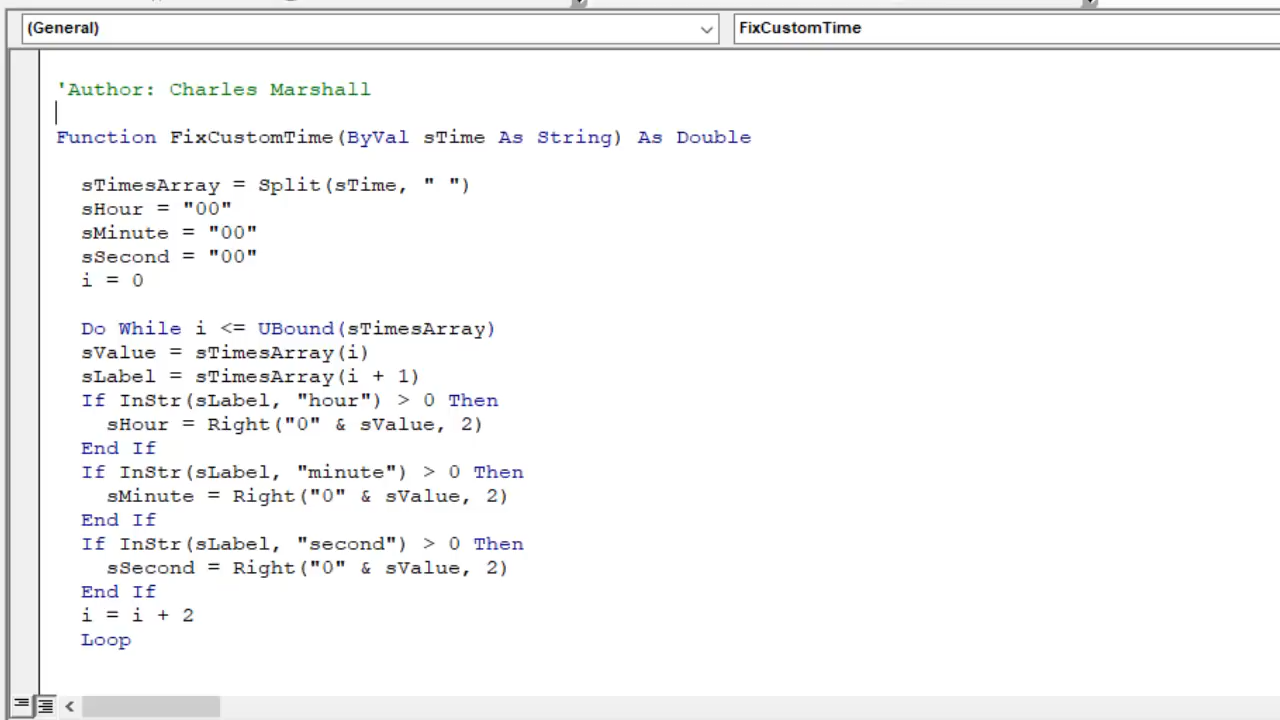 (General)
FixCustomTime
'Author: Charles Marshall
Function FixCustomTime(ByVal sTime As String) As Double
sTimesArray = Split(sTime, " ")
sHour = "00"
sMinute = "00"
sSecond = "00"
i = 0
Do While i <= UBound(sTimesArray)
sValue = sTimesArray(i)
sLabel = sTimesArray(i + 1)
If InStr(sLabel, "hour") > 0 Then
sHour = Right("0" & sValue, 2)
End If
If InStr(sLabel, "minute") > 0 Then
sMinute = Right("0" & sValue, 2)
End If
If InStr(sLabel, "second") > 0 Then
sSecond = Right("0" & sValue, 2)
End If
i = i + 2
Loop